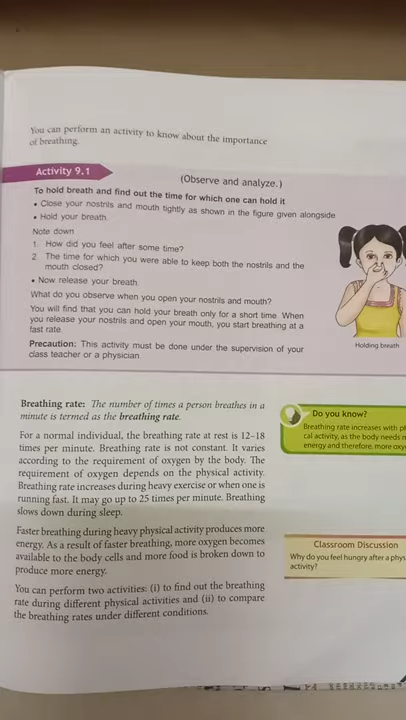 You can perform an activity to know about the importance
of breathing.
Activity 9.1
(Observe and analyze.)
To hold breath and find out the time for which one can hold it
• Close your nostrils and mouth tightly as shown in the figure given alongside
• Hold your breath.
Note down
1. How did you feel after some time?
2. The time for which you were able to keep both the nostrils and the
mouth closed?
• Now release your breath.
What do you observe when you open your nostrils and mouth?
You will find that you can hold your breath only for a short time. When
you release your nostrils and open your mouth, you start breathing at a
fast rate.
Precaution: This activity must be done under the supervision of your
class teacher or a physician.
Holding breath
Breathing rate: The number of times a person breathes in a
minute is termed as the breathing rate.
For a normal individual, the breathing rate at rest is 12-18
times per minute. Breathing rate is not constant. It varies
according to the requirement of oxygen by the body. The
requirement of oxygen depends on the physical activity.
Breathing rate increases during heavy exercise or when one is
running fast. It may go up to 25 times per minute. Breathing
slows down during sleep.
Faster breathing during heavy physical activity produces more
energy. As a result of faster breathing, more oxygen becomes
available to the body cells and more food is broken down to
produce more energy.
You can perform two activities: (i) to find out the breathing
rate during different physical activities and (ii) to compare
the breathing rates under different conditions.
Do you know?
Breathing rate increases with
cal activity, as the body needs
energy and therefore, more
Classroom Discussion
Why do you feel hungry after a
activity?